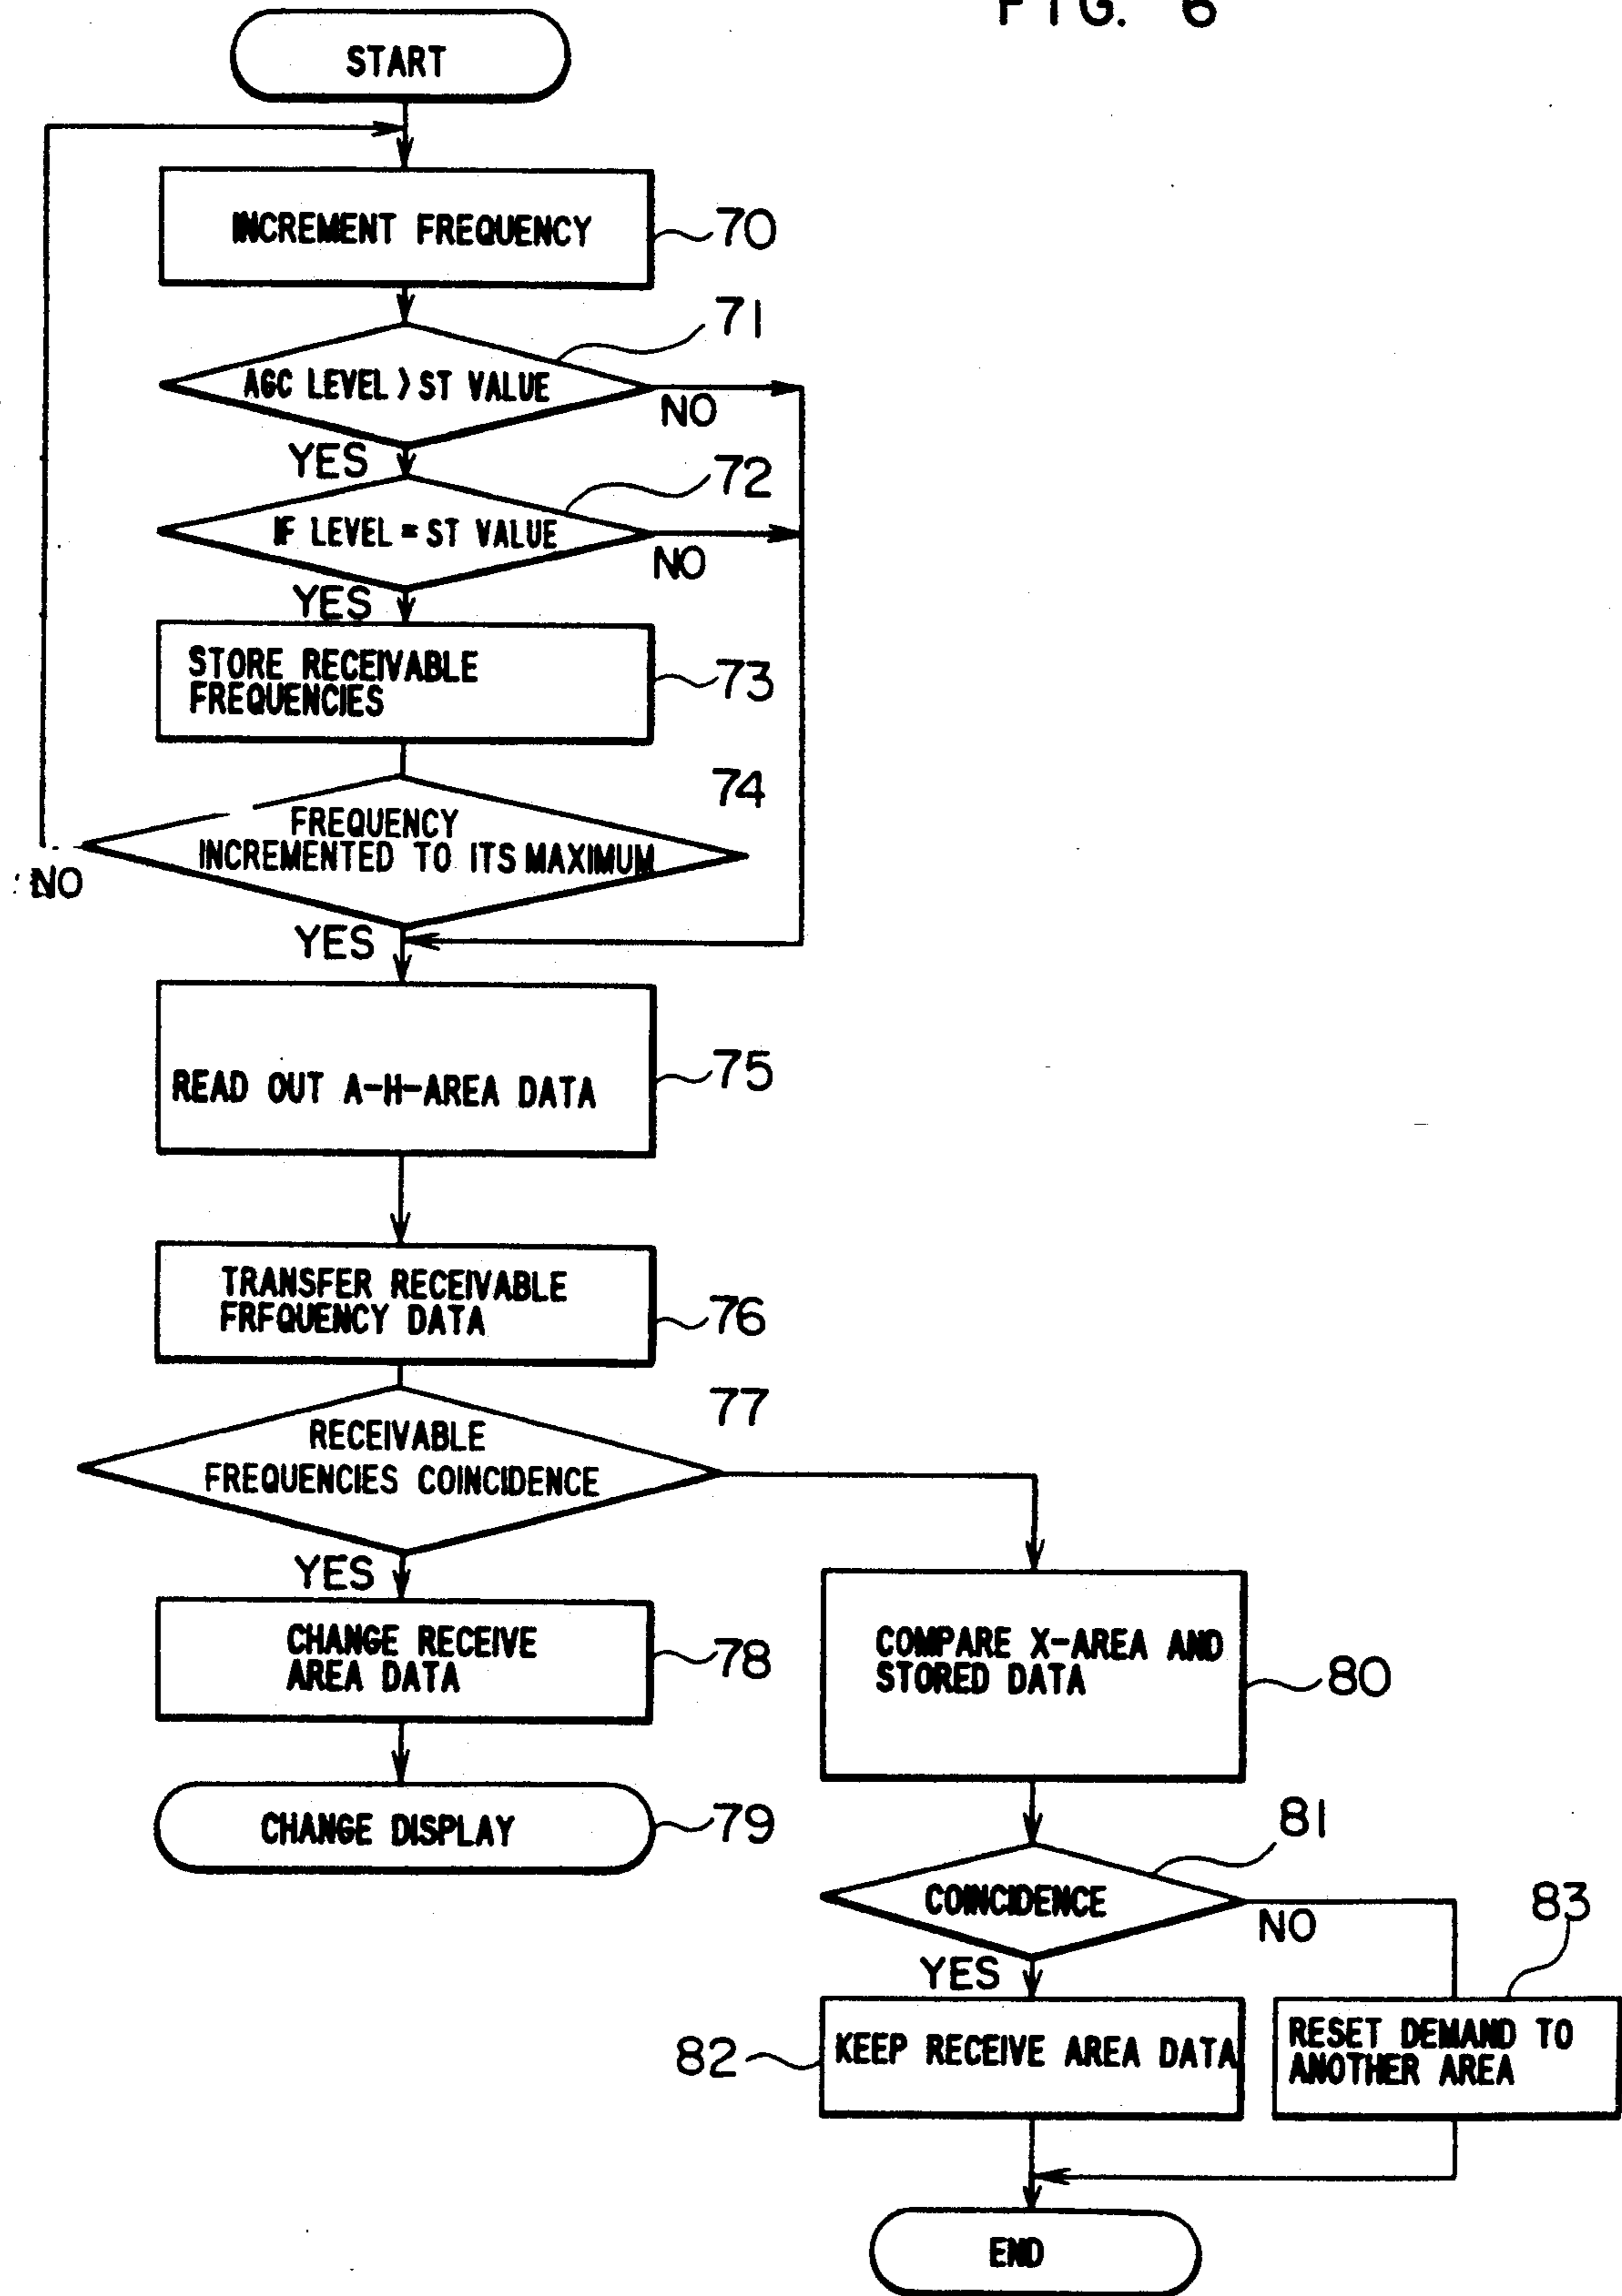 FIG. 6
START
INCREMENT FREQUENCY
70
71
AGC LEVEL > ST VALUE
NO
YES
72
IF LEVEL = ST VALUE
NO
YES
STORE RECEIVABLE
FREQUENCIES
73
74
FREQUENCY
INCREMENTED TO ITS MAXIMUM
NO
YES
READ OUT A-H-AREA DATA
75
TRANSFER RECEIVABLE
FRFQUENCY DATA
76
77
RECEIVABLE
FREQUENCIES COINCIDENCE
YES
CHANGE RECEIVE
AREA DATA
78
COMPARE X-AREA AND
STORED DATA
80
CHANGE DISPLAY
79
81
COINCIDENCE
NO
83
YES
82
KEEP RECEIVE AREA DATA
RESET DEMAND TO
ANOTHER AREA
END